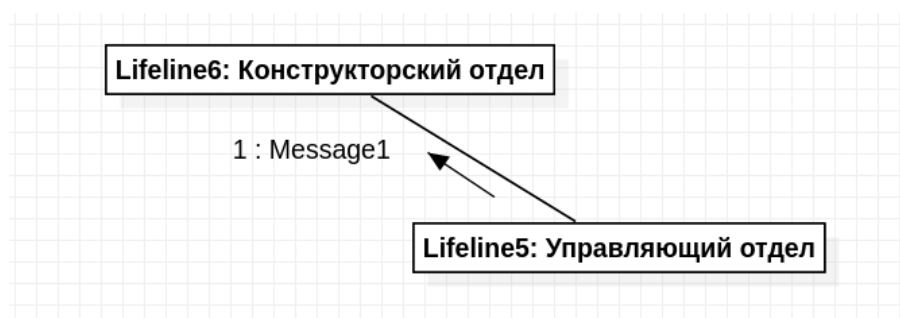 Lifeline6: Конструкторский отдел
1 : Message1
Lifeline5: Управляющий отдел